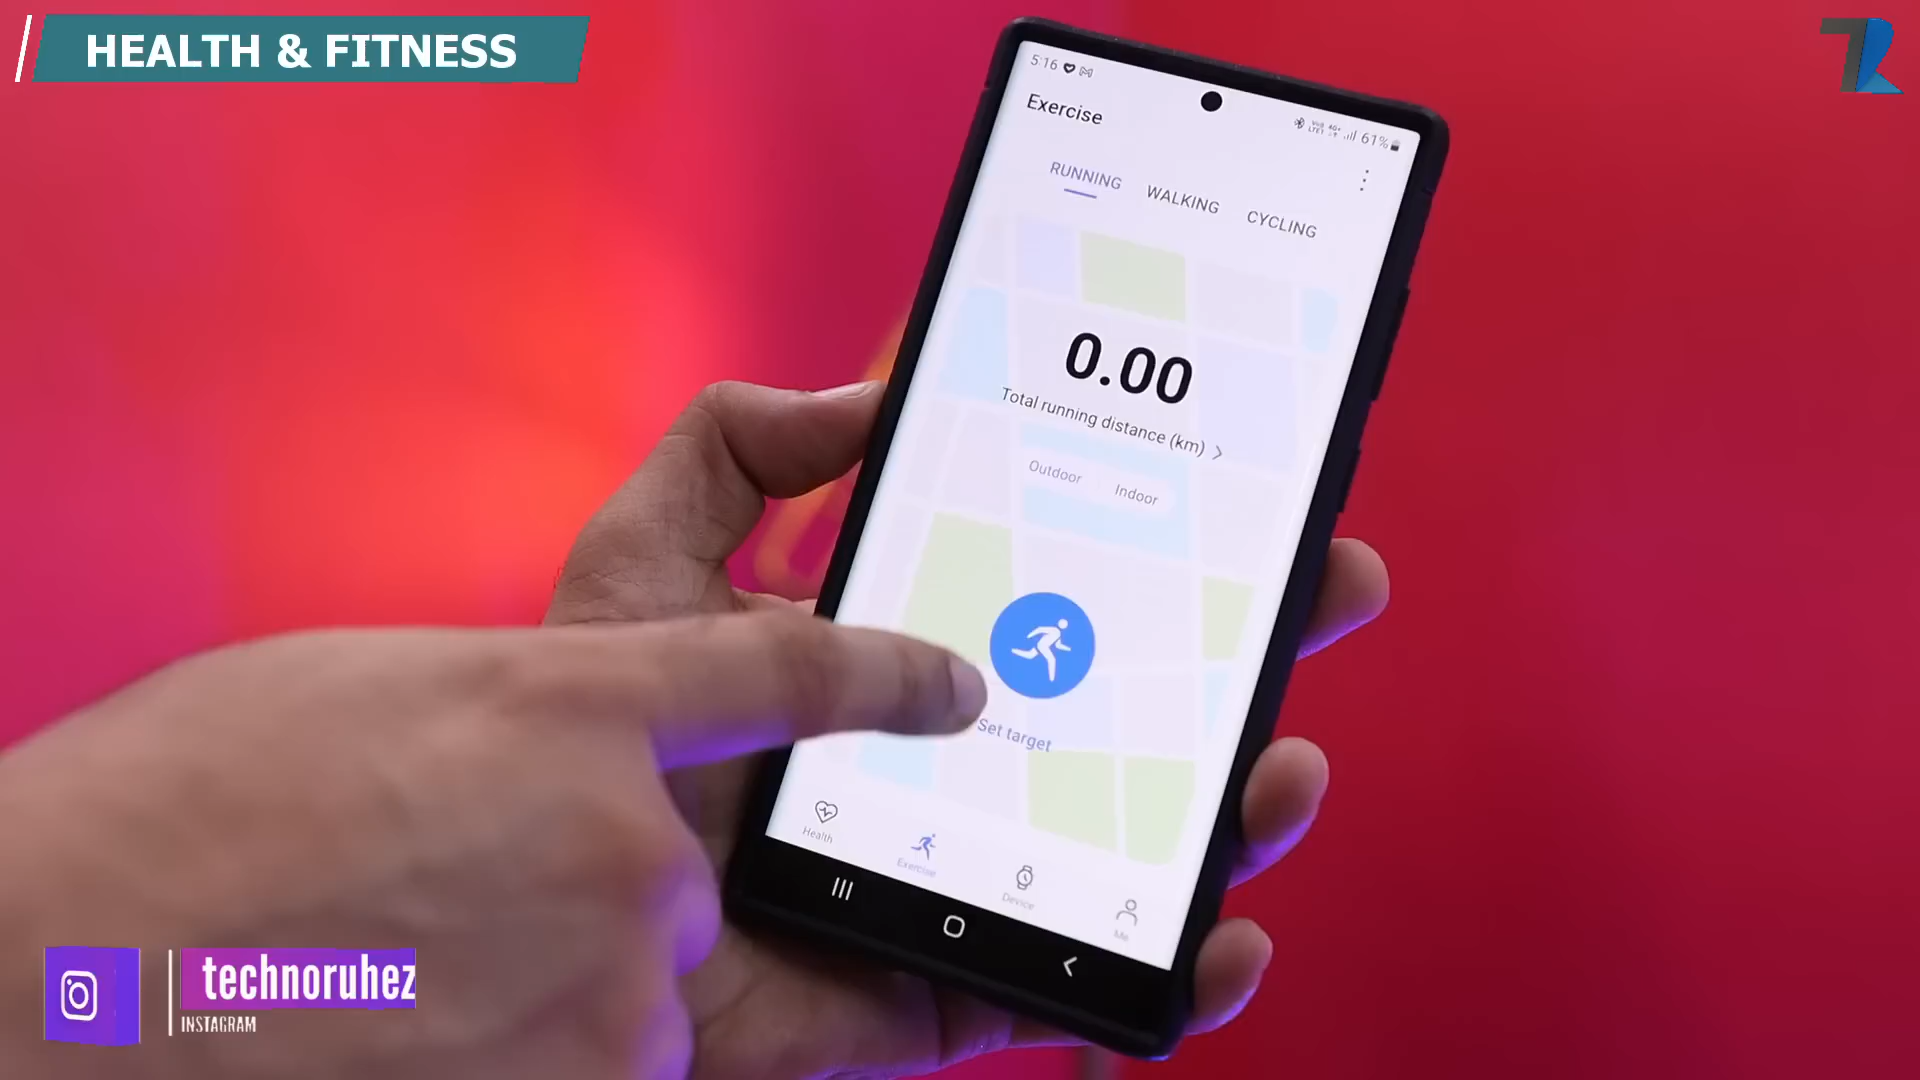 HEALTH & FITNESS
5:16
61%
Exercise
RUNNING WALKING CYCLING
0.00
Total running distance (km) >
Outdoor Indoor
Set target
Health Exercise Device Me
technoruhez
INSTAGRAM